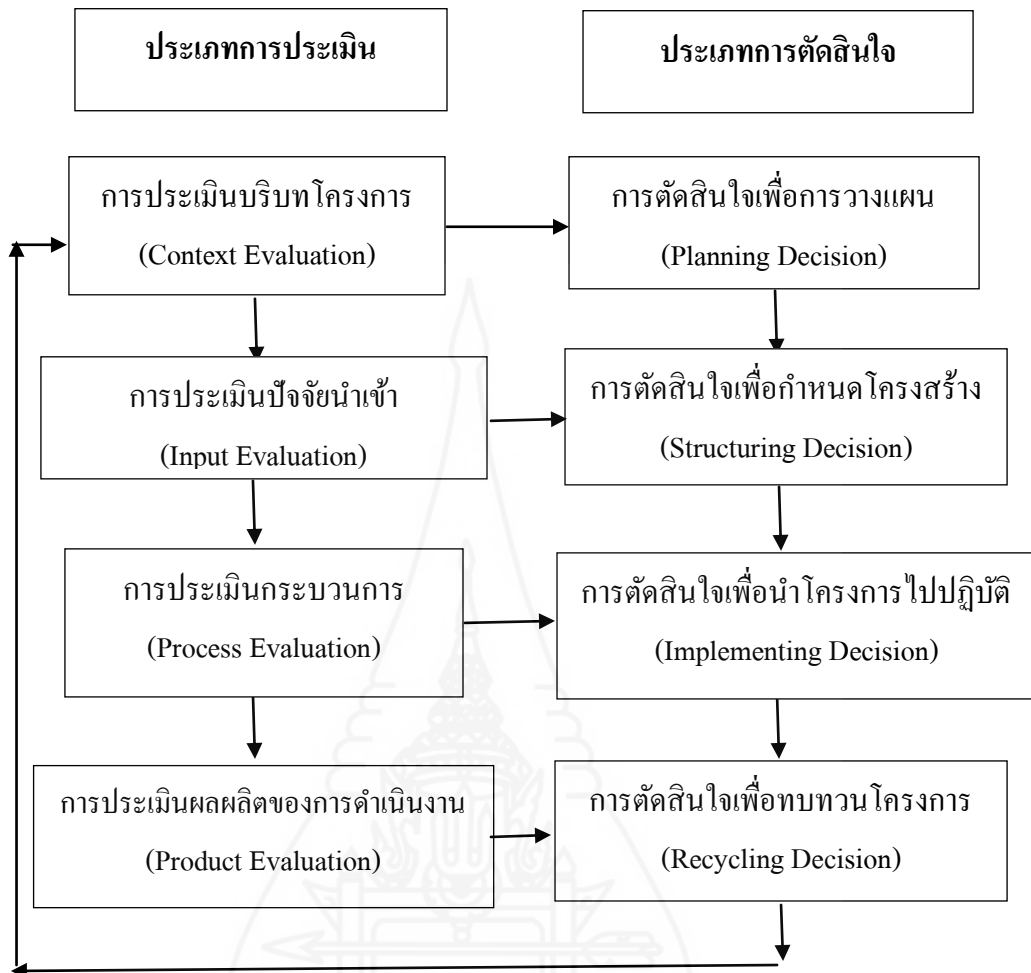 ประเภทการประเมิน
ประเภทการตัดสินใจ
การประเมินบริบทโครงการ
(Context Evaluation)
การตัดสินใจเพื่อการวางแผน
(Planning Decision)
การประเมินปัจจัยนำเข้า
(Input Evaluation)
การตัดสินใจเพื่อกำหนดโครงสร้าง
(Structuring Decision)
การประเมินกระบวนการ
(Process Evaluation)
การตัดสินใจเพื่อนำโครงการไปปฏิบัติ
(Implementing Decision)
การประเมินผลผลิตของการดำเนินงาน
(Product Evaluation)
การตัดสินใจเพื่อทบทวนโครงการ
(Recycling Decision)